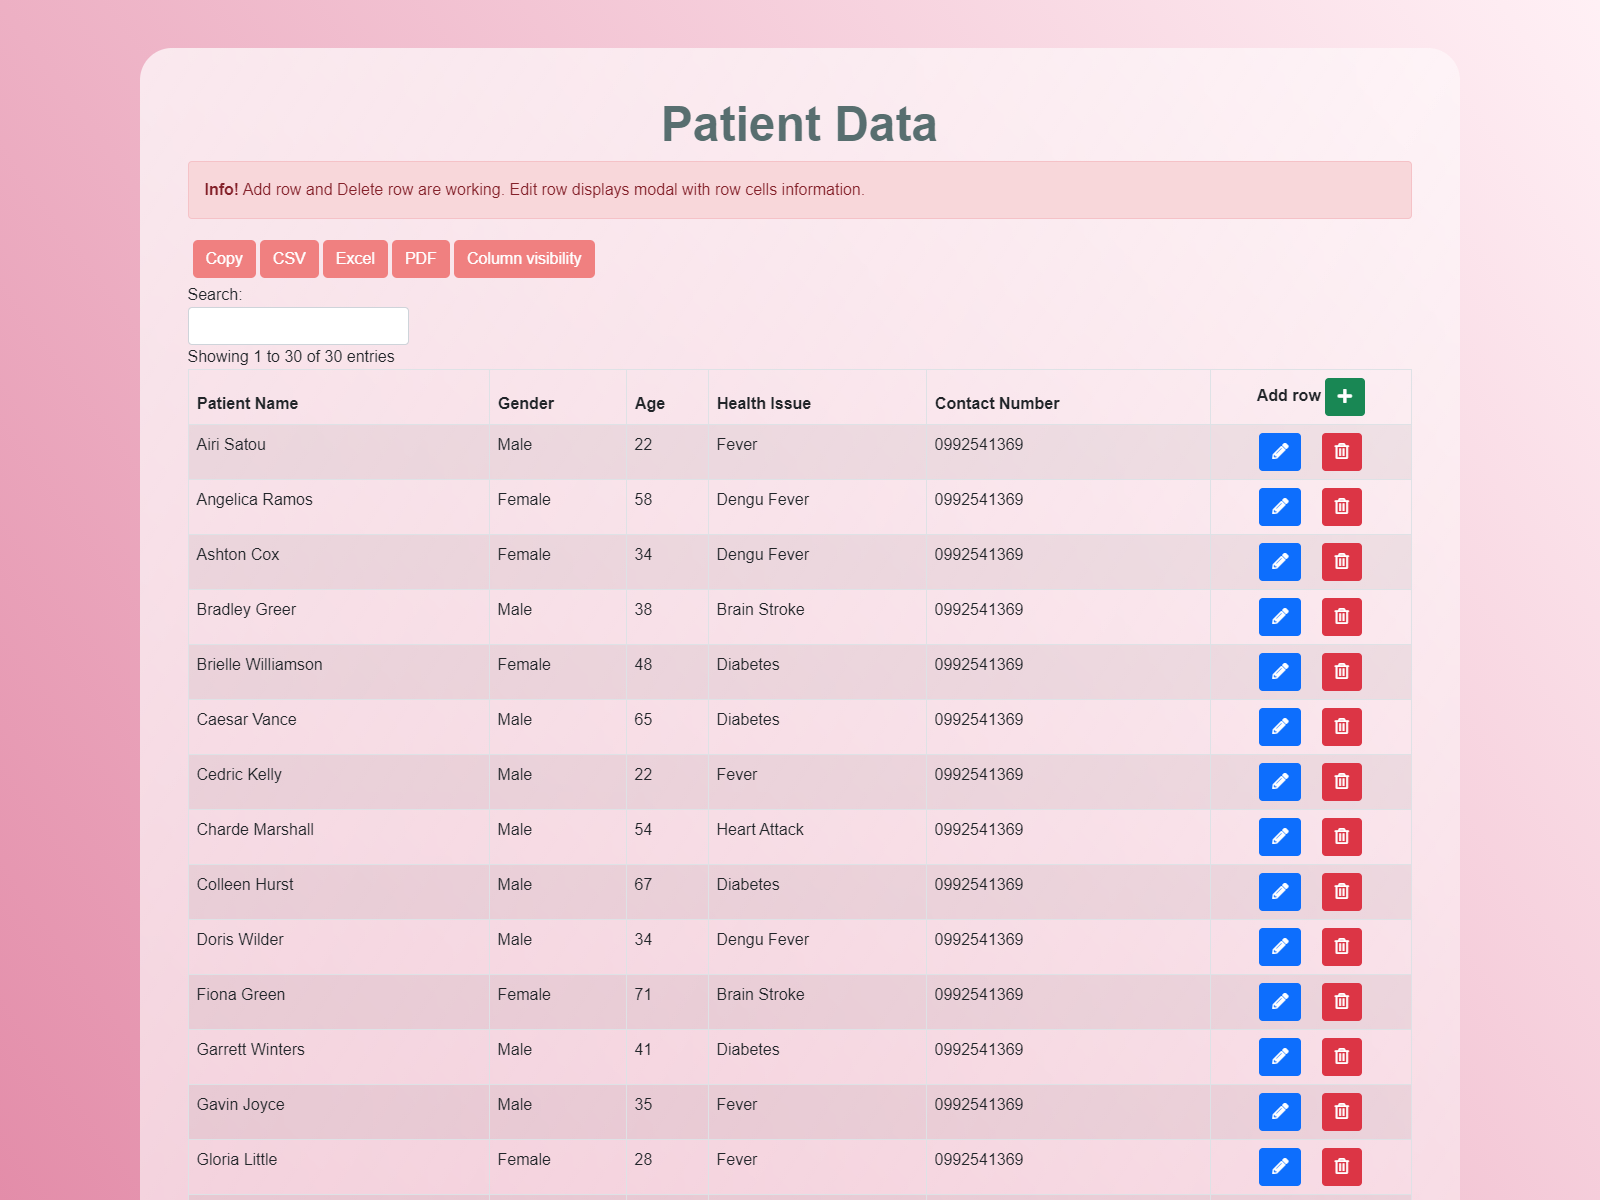 Patient Data
Info! Add row and Delete row are working. Edit row displays modal with row cells information.
Copy CSV Excel PDF Column visibility
Search:
Showing 1 to 30 of 30 entries
Patient Name Gender Age Health Issue Contact Number Add row
Airi Satou Male 22 Fever 0992541369
Angelica Ramos Female 58 Dengu Fever 0992541369
Ashton Cox Female 34 Dengu Fever 0992541369
Bradley Greer Male 38 Brain Stroke 0992541369
Brielle Williamson Female 48 Diabetes 0992541369
Caesar Vance Male 65 Diabetes 0992541369
Cedric Kelly Male 22 Fever 0992541369
Charde Marshall Male 54 Heart Attack 0992541369
Colleen Hurst Male 67 Diabetes 0992541369
Doris Wilder Male 34 Dengu Fever 0992541369
Fiona Green Female 71 Brain Stroke 0992541369
Garrett Winters Male 41 Diabetes 0992541369
Gavin Joyce Male 35 Fever 0992541369
Gloria Little Female 28 Fever 0992541369